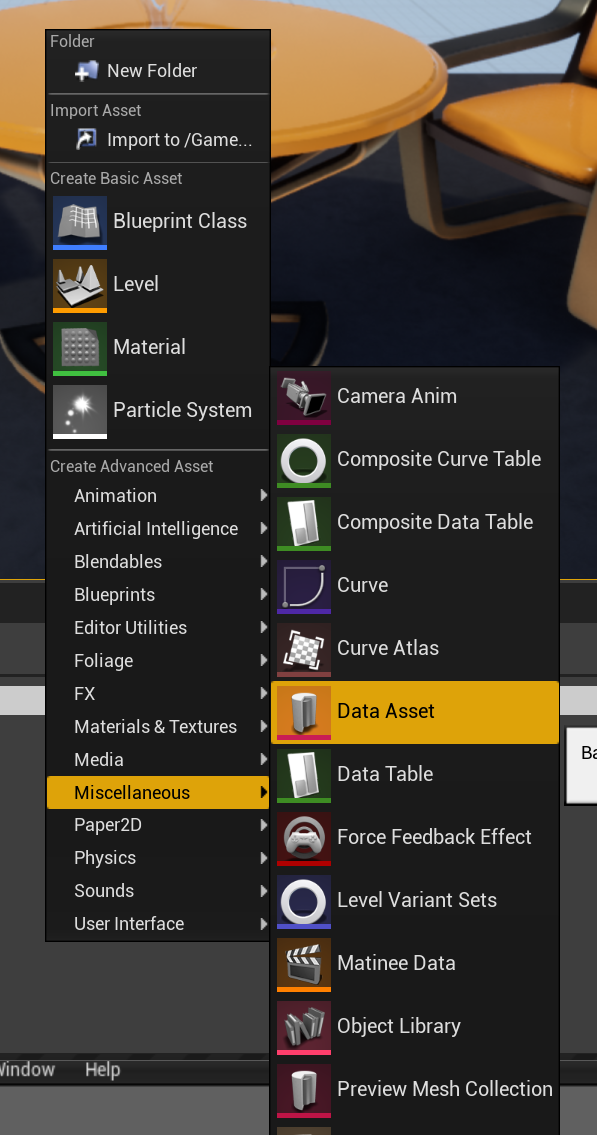 Folder
New Folder
Import Asset
Import to /Game...
Create Basic Asset
Blueprint Class
Level
Material
Particle System
Create Advanced Asset
Animation
Artificial Intelligence
Blendables
Blueprints
Editor Utilities
Foliage
FX
Materials & Textures
Media
Miscellaneous
Paper2D
Physics
Sounds
User Interface
Camera Anim
Composite Curve Table
Composite Data Table
Curve
Curve Atlas
Data Asset
Data Table
Force Feedback Effect
Level Variant Sets
Matinee Data
Object Library
Preview Mesh Collection
Help